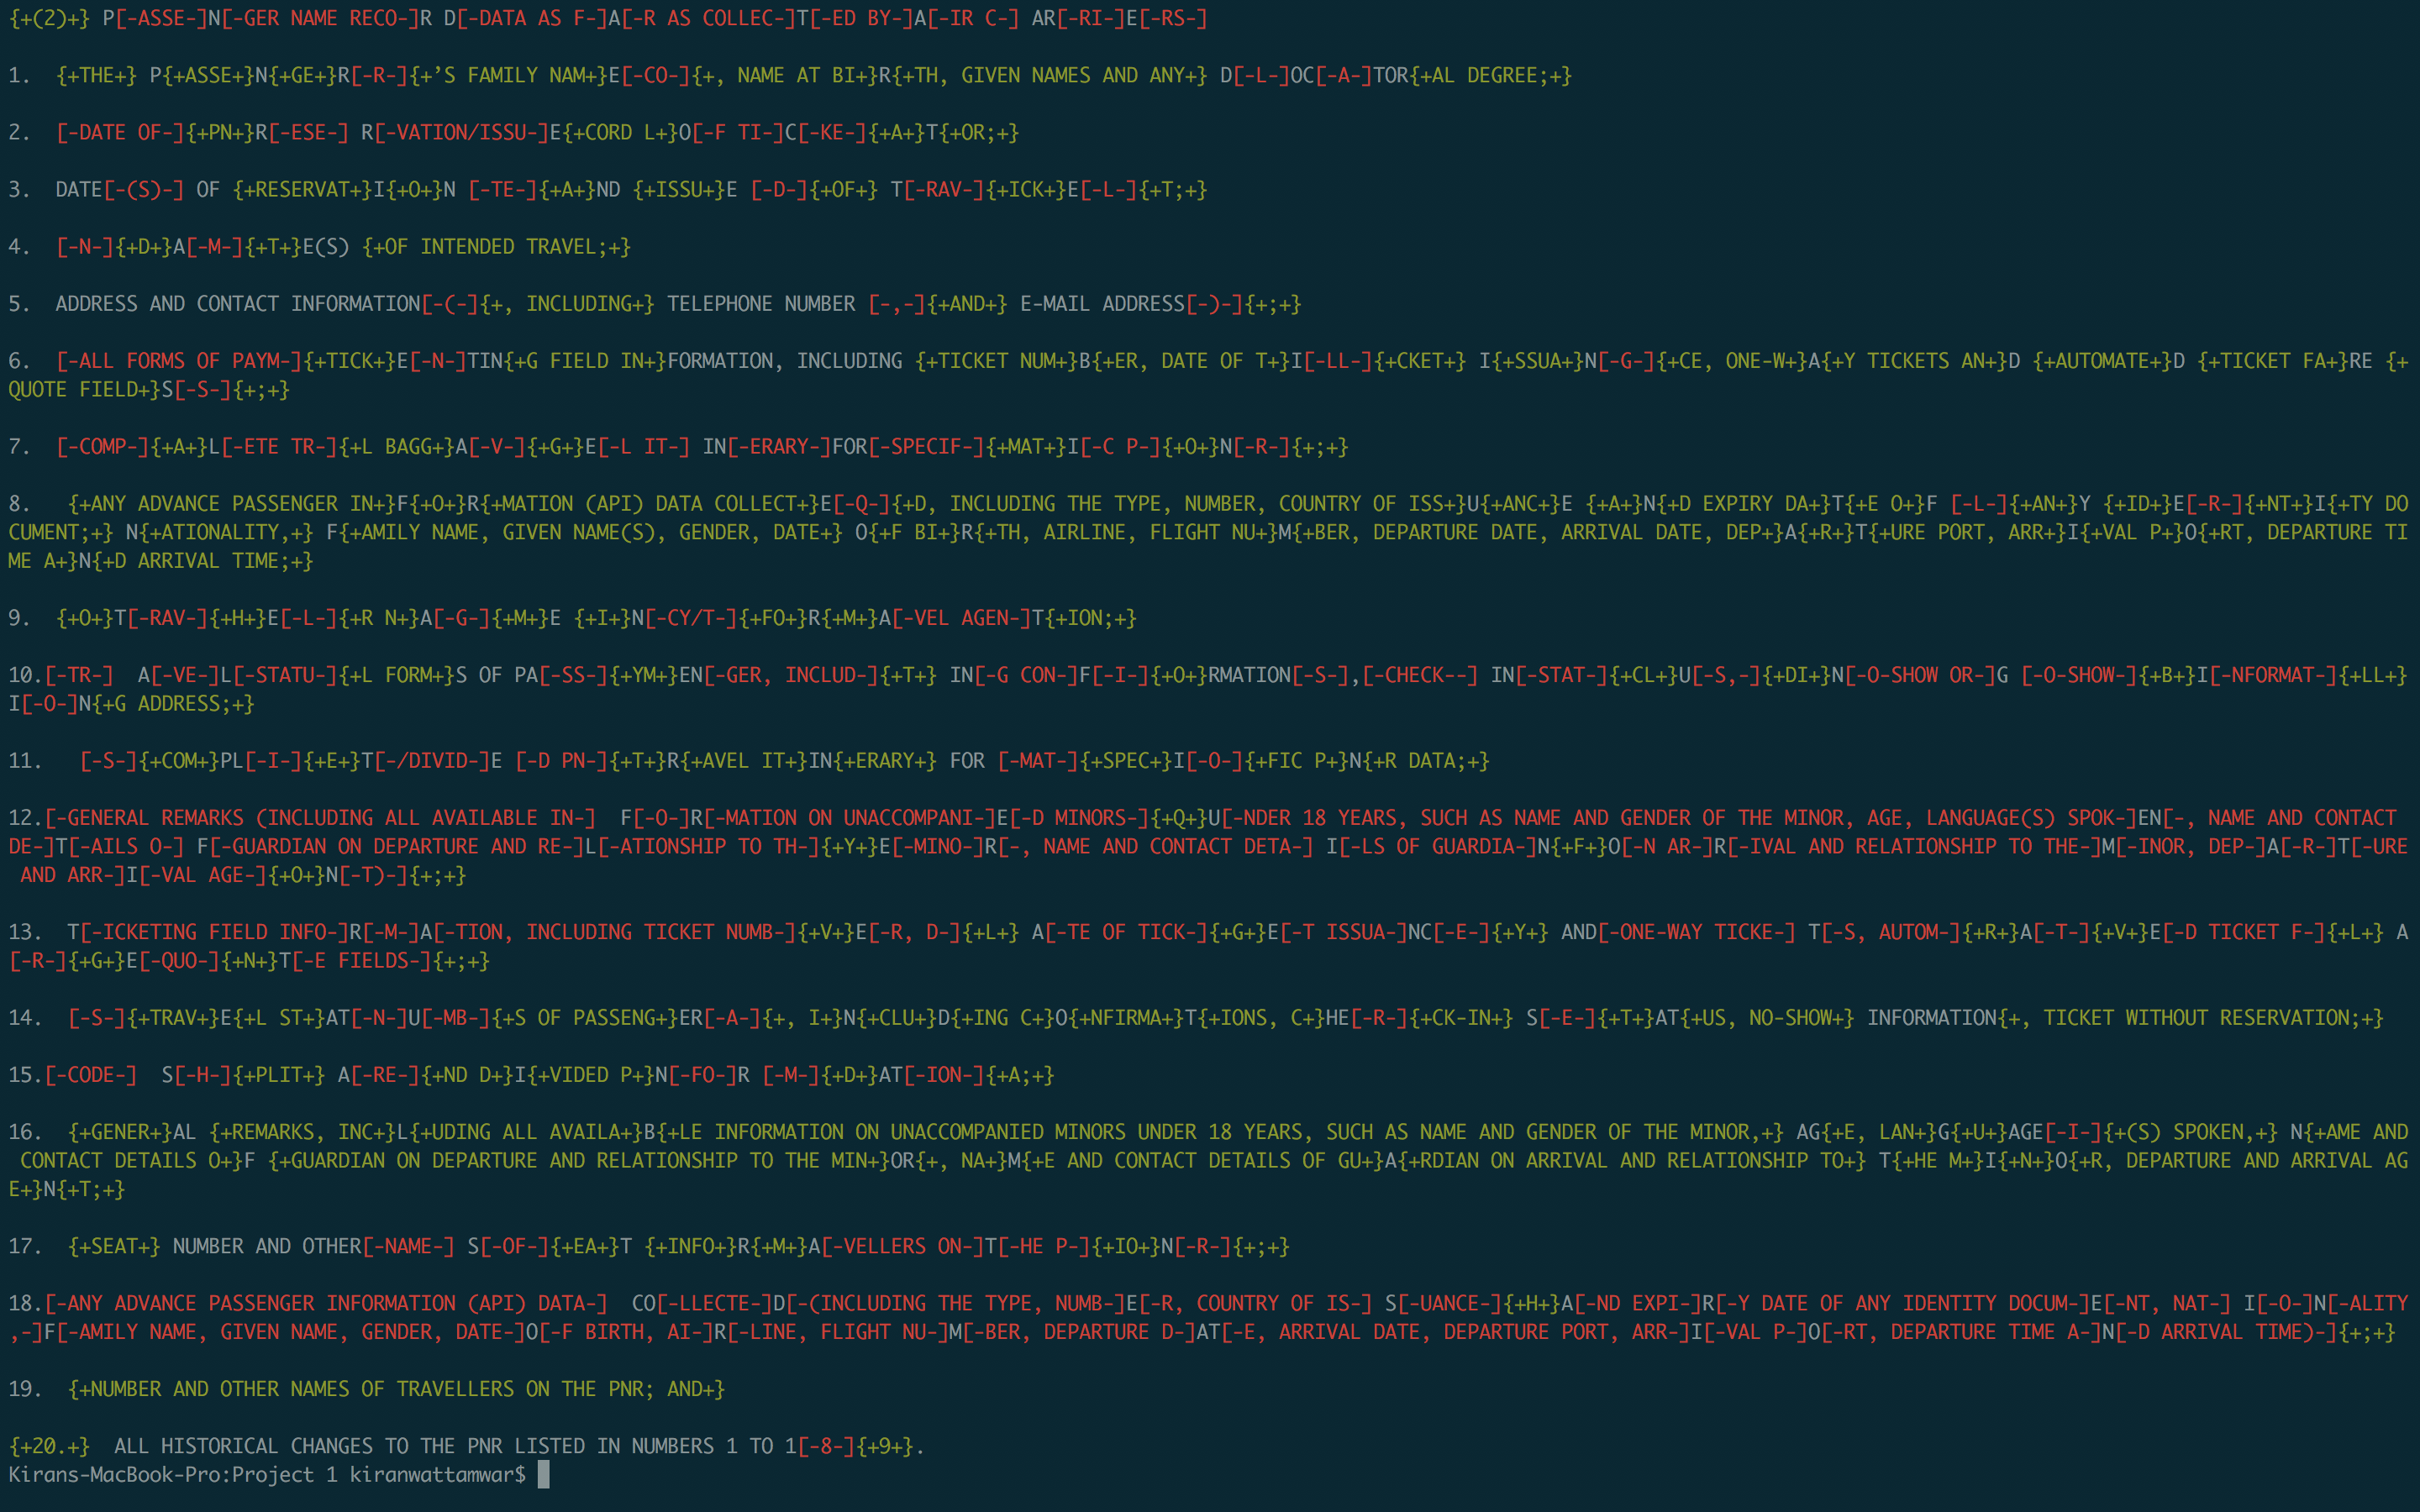 {+(2)+} P[-ASSE-]N[-GER NAME RECO-]R D[-DATA AS F-]A[-R AS COLLEC-]T[-ED BY-]A[-IR C-] AR[-RI-]E[-RS-]
1.  {+THE+} P{+ASSE+}N{+GE+}R[-R-]{+’S FAMILY NAM+}E[-CO-]{+, NAME AT BI+}R{+TH, GIVEN NAMES AND ANY+} D[-L-]OC[-A-]TOR{+AL DEGREE;+}
2.  [-DATE OF-]{+PN+}R[-ESE-] R[-VATION/ISSU-]E{+CORD L+}O[-F TI-]C[-KE-]{+A+}T{+OR;+}
3.  DATE[-(S)-] OF {+RESERVAT+}I{+O+}N [-TE-]{+A+}ND {+ISSU+}E [-D-]{+OF+} T[-RAV-]{+ICK+}E[-L-]{+T;+}
4.  [-N-]{+D+}A[-M-]{+T+}E(S) {+OF INTENDED TRAVEL;+}
5.  ADDRESS AND CONTACT INFORMATION[-(-]{+, INCLUDING+} TELEPHONE NUMBER [-,-]{+AND+} E-MAIL ADDRESS[-)-]{+;+}
6.  [-ALL FORMS OF PAYM-]{+TICK+}E[-N-]TIN{+G FIELD IN+}FORMATION, INCLUDING {+TICKET NUM+}B{+ER, DATE OF T+}I[-LL-]{+CKET+} I{+SSUA+}N[-G-]{+CE, ONE-W+}A{+Y TICKETS AN+}D {+AUTOMATE+}D {+TICKET FA+}RE {+
QUOTE FIELD+}S[-S-]{+;+}
7.  [-COMP-]{+A+}L[-ETE TR-]{+L BAGG+}A[-V-]{+G+}E[-L IT-] IN[-ERARY-]FOR[-SPECIF-]{+MAT+}I[-C P-]{+O+}N[-R-]{+;+}
8.   {+ANY ADVANCE PASSENGER IN+}F{+O+}R{+MATION (API) DATA COLLECT+}E[-Q-]{+D, INCLUDING THE TYPE, NUMBER, COUNTRY OF ISS+}U{+ANC+}E {+A+}N{+D EXPIRY DA+}T{+E O+}F [-L-]{+AN+}Y {+ID+}E[-R-]{+NT+}I{+TY DO
CUMENT;+} N{+ATIONALITY,+} F{+AMILY NAME, GIVEN NAME(S), GENDER, DATE+} O{+F BI+}R{+TH, AIRLINE, FLIGHT NU+}M{+BER, DEPARTURE DATE, ARRIVAL DATE, DEP+}A{+R+}T{+URE PORT, ARR+}I{+VAL P+}O{+RT, DEPARTURE TI
ME A+}N{+D ARRIVAL TIME;+}
9.  {+O+}T[-RAV-]{+H+}E[-L-]{+R N+}A[-G-]{+M+}E {+I+}N[-CY/T-]{+FO+}R{+M+}A[-VEL AGEN-]T{+ION;+}
10.[-TR-]  A[-VE-]L[-STATU-]{+L FORM+}S OF PA[-SS-]{+YM+}EN[-GER, INCLUD-]{+T+} IN[-G CON-]F[-I-]{+O+}RMATION[-S-],[-CHECK--] IN[-STAT-]{+CL+}U[-S,-]{+DI+}N[-O-SHOW OR-]G [-O-SHOW-]{+B+}I[-NFORMAT-]{+LL+}
I[-O-]N{+G ADDRESS;+}
11.   [-S-]{+COM+}PL[-I-]{+E+}T[-/DIVID-]E [-D PN-]{+T+}R{+AVEL IT+}IN{+ERARY+} FOR [-MAT-]{+SPEC+}I[-O-]{+FIC P+}N{+R DATA;+}
12.[-GENERAL REMARKS (INCLUDING ALL AVAILABLE IN-]  F[-O-]R[-MATION ON UNACCOMPANI-]E[-D MINORS-]{+Q+}U[-NDER 18 YEARS, SUCH AS NAME AND GENDER OF THE MINOR, AGE, LANGUAGE(S) SPOK-]EN[-, NAME AND CONTACT
DE-]T[-AILS O-] F[-GUARDIAN ON DEPARTURE AND RE-]L[-ATIONSHIP TO TH-]{+Y+}E[-MINO-]R[-, NAME AND CONTACT DETA-] I[-LS OF GUARDIA-]N{+F+}O[-N AR-]R[-IVAL AND RELATIONSHIP TO THE-]M[-INOR, DEP-]A[-R-]T[-URE
 AND ARR-]I[-VAL AGE-]{+O+}N[-T)-]{+;+}
13.  T[-ICKETING FIELD INFO-]R[-M-]A[-TION, INCLUDING TICKET NUMB-]{+V+}E[-R, D-]{+L+} A[-TE OF TICK-]{+G+}E[-T ISSUA-]NC[-E-]{+Y+} AND[-ONE-WAY TICKE-] T[-S, AUTOM-]{+R+}A[-T-]{+V+}E[-D TICKET F-]{+L+} A
[-R-]{+G+}E[-QUO-]{+N+}T[-E FIELDS-]{+;+}
14.  [-S-]{+TRAV+}E{+L ST+}AT[-N-]U[-MB-]{+S OF PASSENG+}ER[-A-]{+, I+}N{+CLU+}D{+ING C+}O{+NFIRMA+}T{+IONS, C+}HE[-R-]{+CK-IN+} S[-E-]{+T+}AT{+US, NO-SHOW+} INFORMATION{+, TICKET WITHOUT RESERVATION;+}
15.[-CODE-]  S[-H-]{+PLIT+} A[-RE-]{+ND D+}I{+VIDED P+}N[-FO-]R [-M-]{+D+}AT[-ION-]{+A;+}
16.  {+GENER+}AL {+REMARKS, INC+}L{+UDING ALL AVAILA+}B{+LE INFORMATION ON UNACCOMPANIED MINORS UNDER 18 YEARS, SUCH AS NAME AND GENDER OF THE MINOR,+} AG{+E, LAN+}G{+U+}AGE[-I-]{+(S) SPOKEN,+} N{+AME AND
 CONTACT DETAILS O+}F {+GUARDIAN ON DEPARTURE AND RELATIONSHIP TO THE MIN+}OR{+, NA+}M{+E AND CONTACT DETAILS OF GU+}A{+RDIAN ON ARRIVAL AND RELATIONSHIP TO+} T{+HE M+}I{+N+}O{+R, DEPARTURE AND ARRIVAL AG
E+}N{+T;+}
17.  {+SEAT+} NUMBER AND OTHER[-NAME-] S[-OF-]{+EA+}T {+INFO+}R{+M+}A[-VELLERS ON-]T[-HE P-]{+IO+}N[-R-]{+;+}
18.[-ANY ADVANCE PASSENGER INFORMATION (API) DATA-]  CO[-LLECTE-]D[-(INCLUDING THE TYPE, NUMB-]E[-R, COUNTRY OF IS-] S[-UANCE-]{+H+}A[-ND EXPI-]R[-Y DATE OF ANY IDENTITY DOCUM-]E[-NT, NAT-] I[-O-]N[-ALITY
,-]F[-AMILY NAME, GIVEN NAME, GENDER, DATE-]O[-F BIRTH, AI-]R[-LINE, FLIGHT NU-]M[-BER, DEPARTURE D-]AT[-E, ARRIVAL DATE, DEPARTURE PORT, ARR-]I[-VAL P-]O[-RT, DEPARTURE TIME A-]N[-D ARRIVAL TIME)-]{+;+}
19.  {+NUMBER AND OTHER NAMES OF TRAVELLERS ON THE PNR; AND+}
{+20.+}  ALL HISTORICAL CHANGES TO THE PNR LISTED IN NUMBERS 1 TO 1[-8-]{+9+}.
Kirans-MacBook-Pro:Project 1 kiranwattamwar$